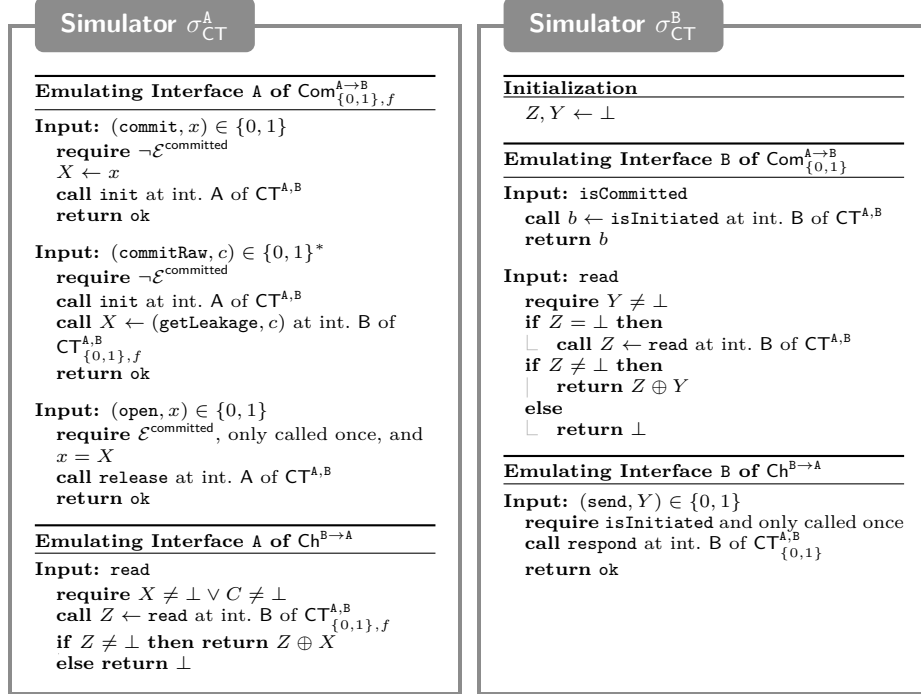 Simulator σ_CT^A
Emulating Interface A of Com^{A→B}_{{0,1},f}
Input: (commit, x) ∈ {0, 1}
require ¬ℰ^committed
X ← x
call init at int. A of CT^{A,B}
return ok
Input: (commitRaw, c) ∈ {0, 1}*
require ¬ℰ^committed
call init at int. A of CT^{A,B}
call X ← (getLeakage, c) at int. B of
CT^{A,B}_{{0,1},f}
return ok
Input: (open, x) ∈ {0, 1}
require ℰ^committed, only called once, and
x = X
call release at int. A of CT^{A,B}
return ok
Emulating Interface A of Ch^{B→A}
Input: read
require X ≠ ⊥ ∨ C ≠ ⊥
call Z ← read at int. B of CT^{A,B}_{{0,1},f}
if Z ≠ ⊥ then return Z ⊕ X
else return ⊥
Simulator σ_CT^B
Initialization
Z, Y ← ⊥
Emulating Interface B of Com^{A→B}_{{0,1}}
Input: isCommitted
call b ← isInitiated at int. B of CT^{A,B}
return b
Input: read
require Y ≠ ⊥
if Z = ⊥ then
call Z ← read at int. B of CT^{A,B}
if Z ≠ ⊥ then
return Z ⊕ Y
else
return ⊥
Emulating Interface B of Ch^{B→A}
Input: (send, Y) ∈ {0, 1}
require isInitiated and only called once
call respond at int. B of CT^{A,B}_{{0,1}}
return ok